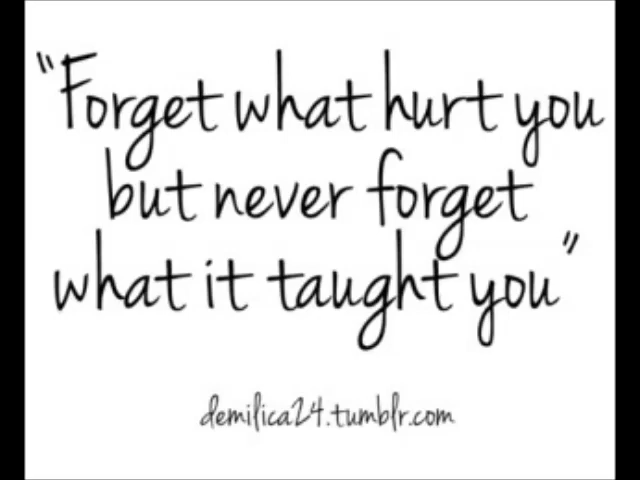 "Forget what hurt you
but never forget
what it taught you"
demilica24.tumblr.com